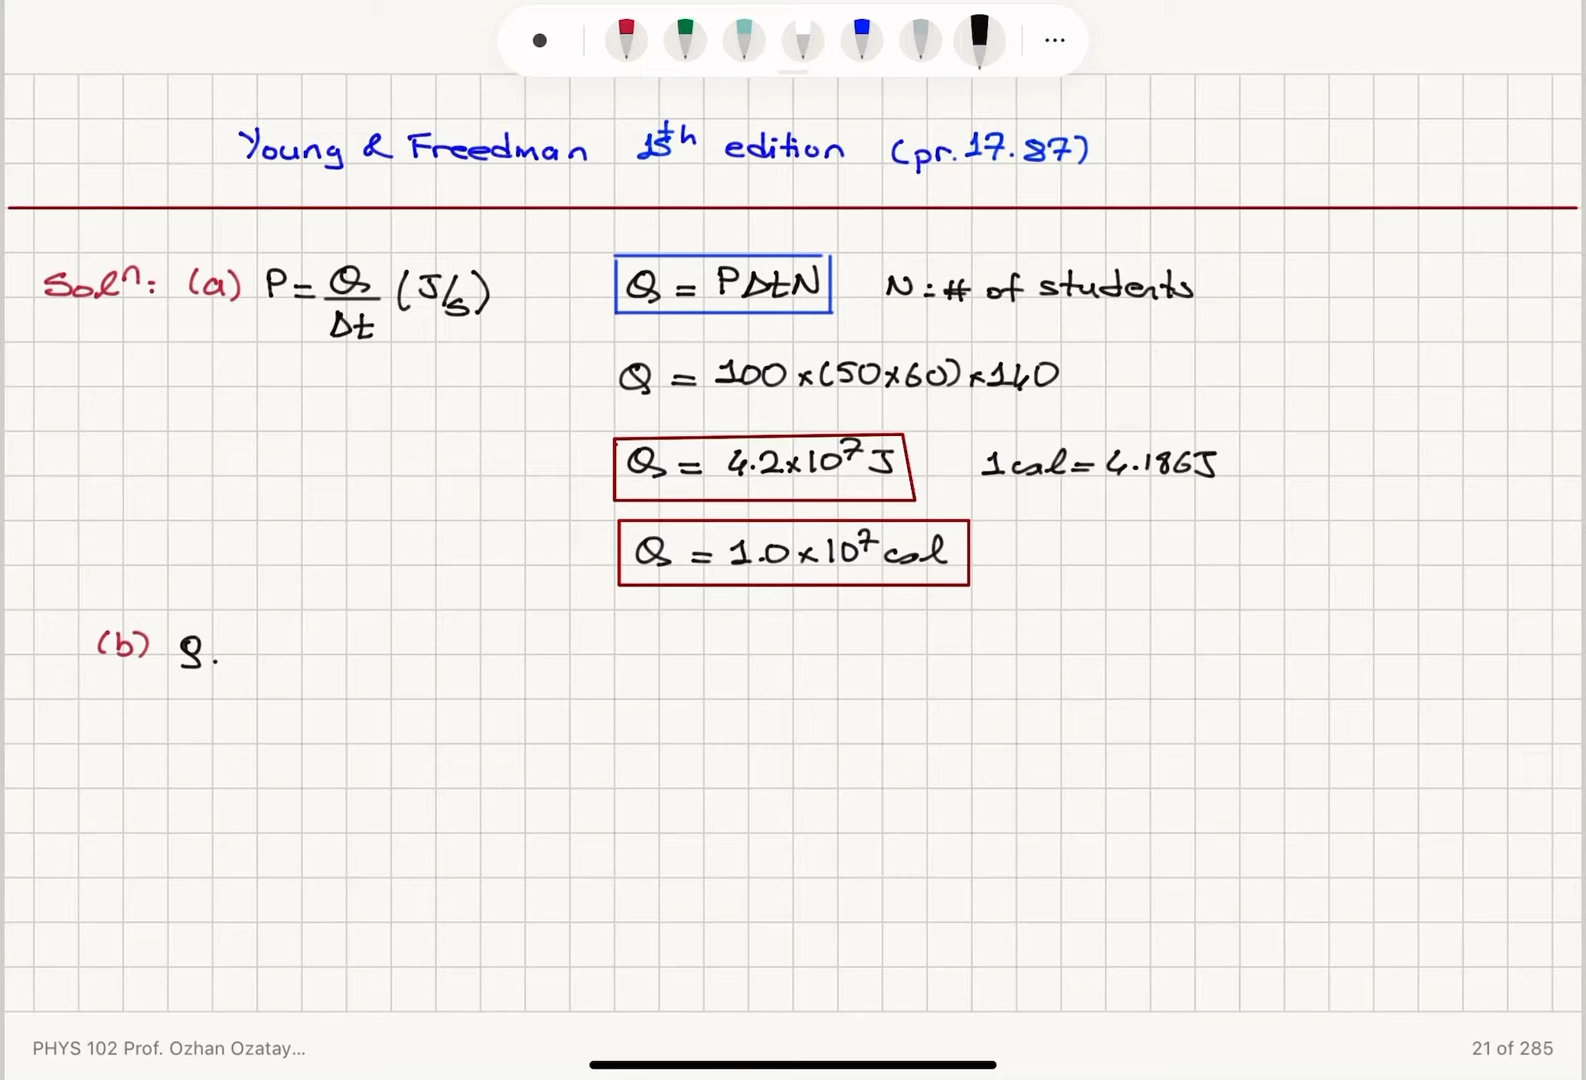 Young & Freedman 15th edition (pr. 17.87)
Solⁿ: (a) P = Q/Δt (J/s) Q = PΔtN N : # of students
Q = 100 × (50×60) × 140
Q = 4.2×10⁷ J 1 cal = 4.186J
Q = 1.0×10⁷ cal
(b) ρ.
PHYS 102 Prof. Ozhan Ozatay... 21 of 285